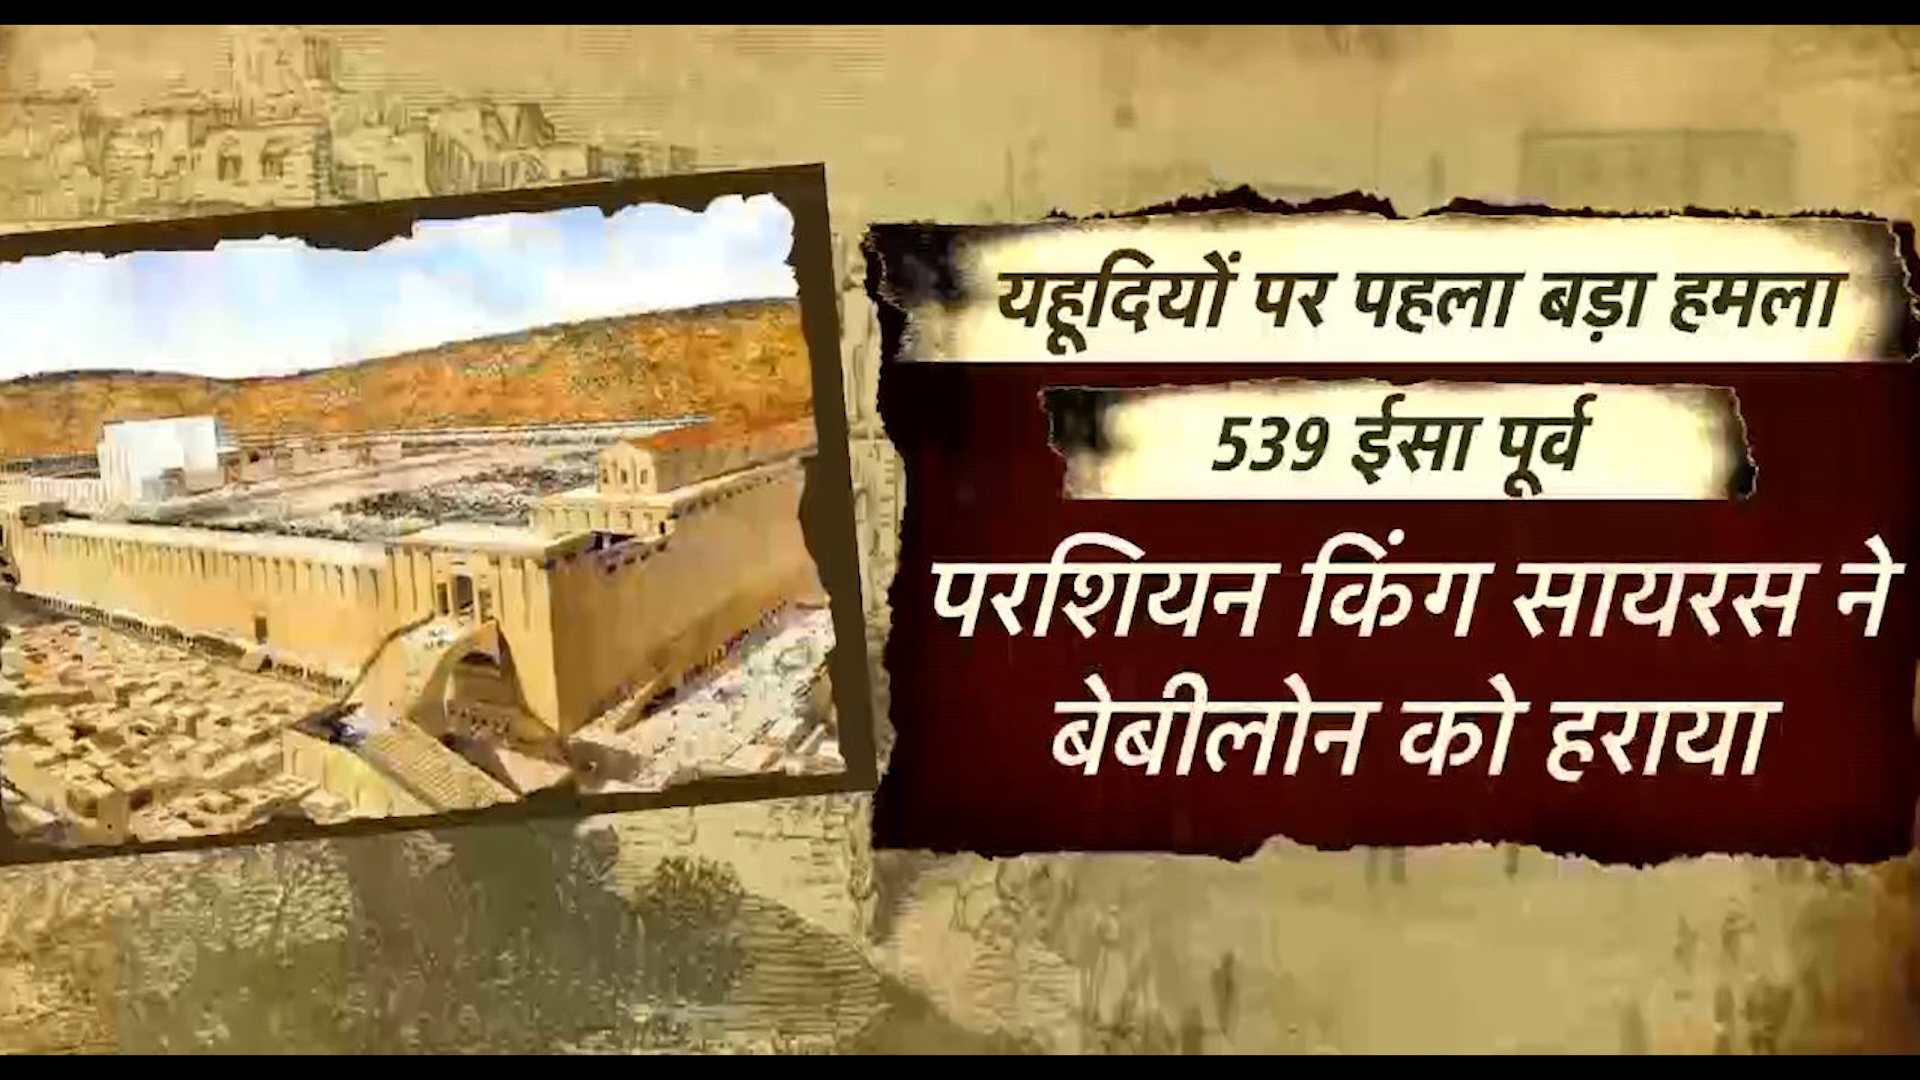 यहूदियों पर पहला बड़ा हमला
539 ईसा पूर्व
परशियन किंग सायरस ने
बेबीलोन को हराया